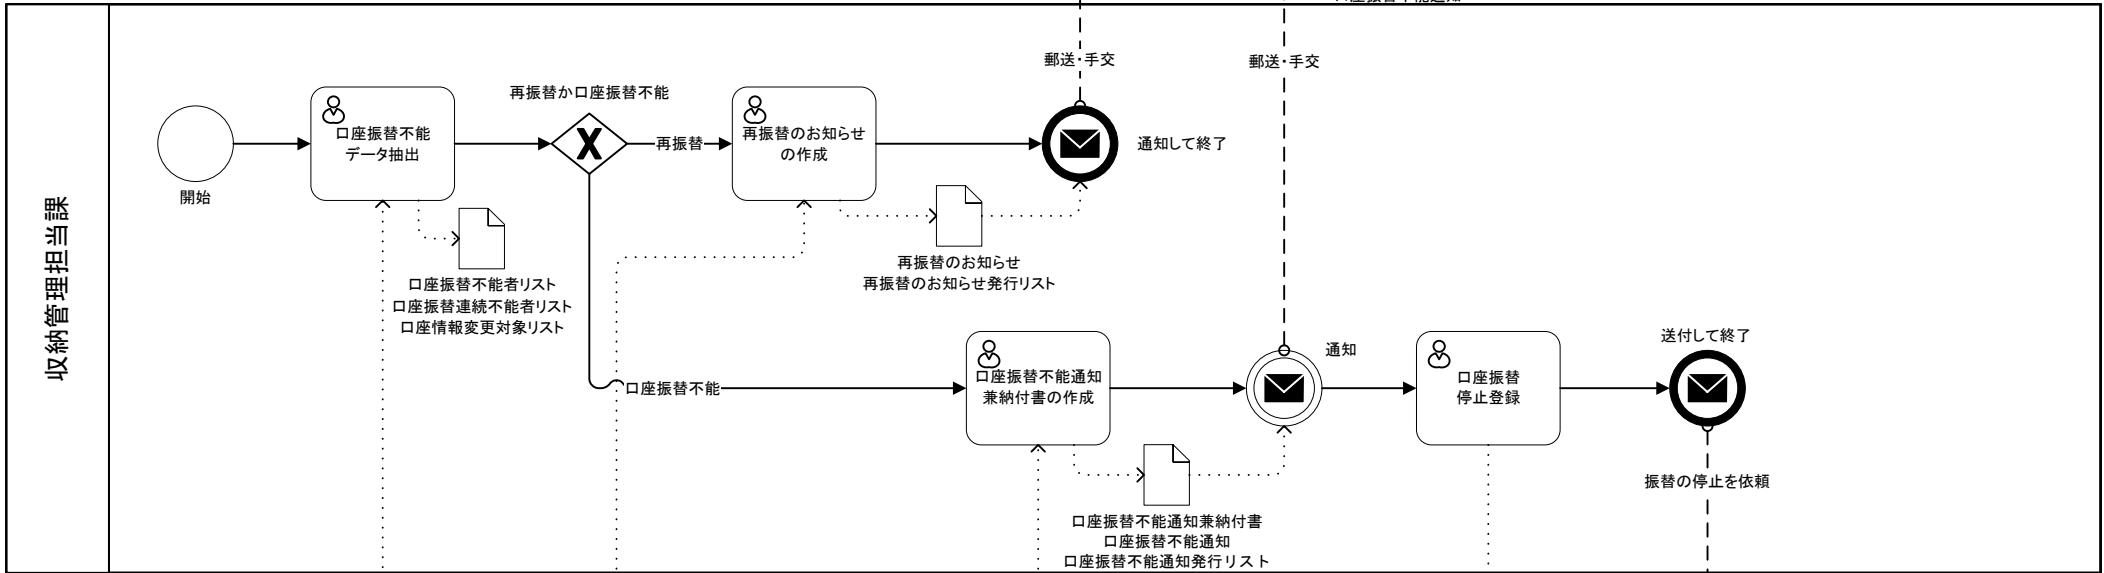 口座振替不能通知
郵送・手交
郵送・手交
再振替か口座振替不能
口座振替不能
データ抽出
再振替
再振替のお知らせ
の作成
通知して終了
開始
収納管理担当課
口座振替不能者リスト
口座振替連続不能者リスト
口座情報変更対象リスト
再振替のお知らせ
再振替のお知らせ発行リスト
口座振替不能
口座振替不能通知
兼納付書の作成
通知
口座振替
停止登録
送付して終了
振替の停止を依頼
口座振替不能通知兼納付書
口座振替不能通知
口座振替不能通知発行リスト